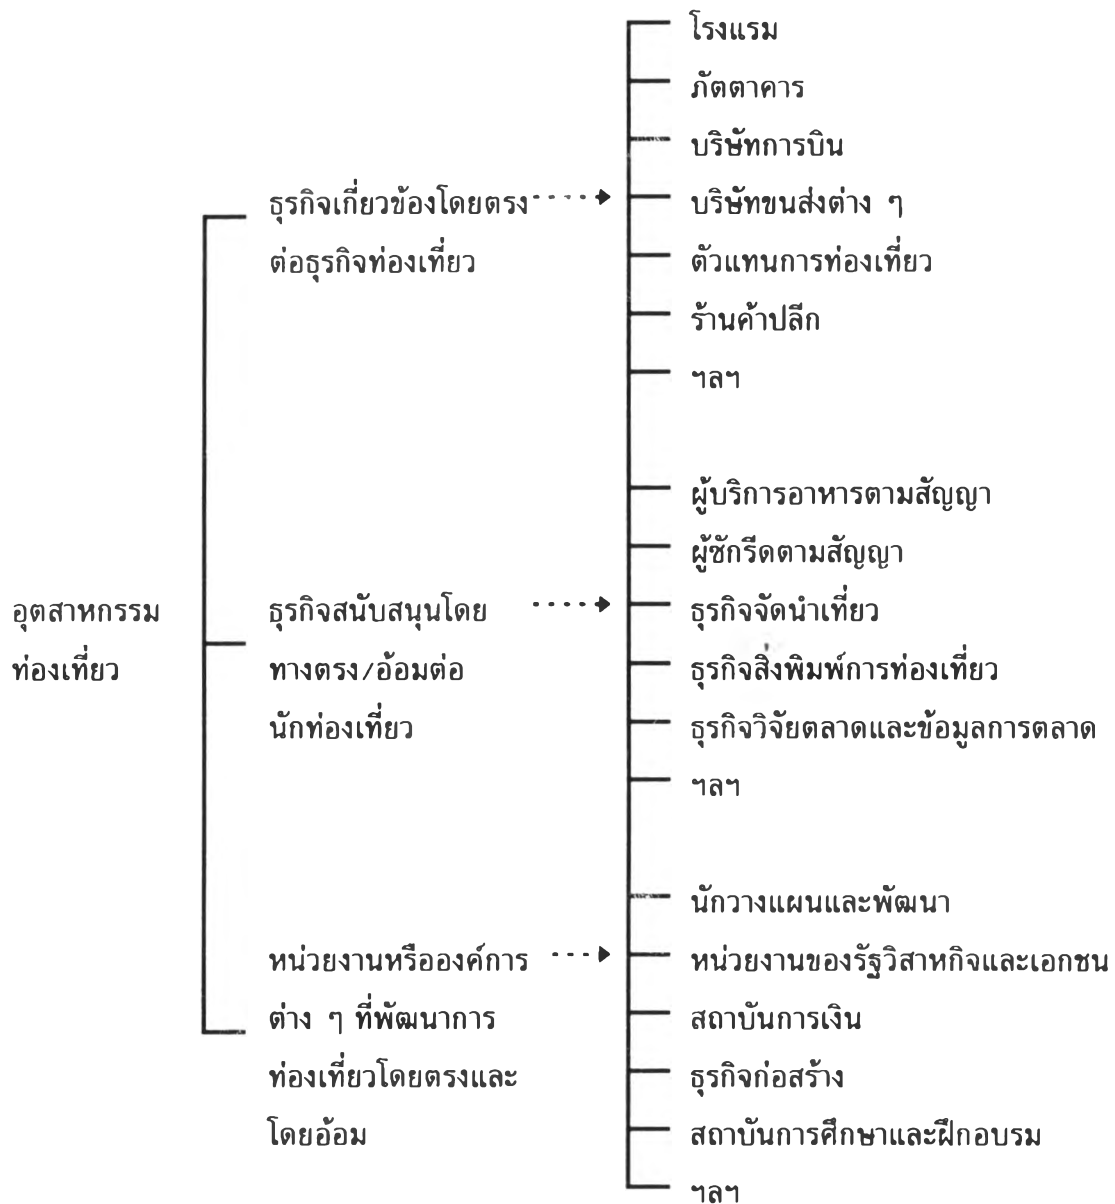 อุตสาหกรรม
ท่องเที่ยว
ธุรกิจเกี่ยวข้องโดยตรง
ต่อธุรกิจท่องเที่ยว
โรงแรม
ภัตตาคาร
บริษัทการบิน
บริษัทขนส่งต่าง ๆ
ตัวแทนการท่องเที่ยว
ร้านค้าปลีก
ฯลฯ
ธุรกิจสนับสนุนโดย
ทางตรง/อ้อมต่อ
นักท่องเที่ยว
ผู้บริการอาหารตามสัญญา
ผู้ซักรีดตามสัญญา
ธุรกิจจัดนำเที่ยว
ธุรกิจสิ่งพิมพ์การท่องเที่ยว
ธุรกิจวิจัยตลาดและข้อมูลการตลาด
ฯลฯ
หน่วยงานหรือองค์การ
ต่าง ๆ ที่พัฒนาการ
ท่องเที่ยวโดยตรงและ
โดยอ้อม
นักวางแผนและพัฒนา
หน่วยงานของรัฐวิสาหกิจและเอกชน
สถาบันการเงิน
ธุรกิจก่อสร้าง
สถาบันการศึกษาและฝึกอบรม
ฯลฯ